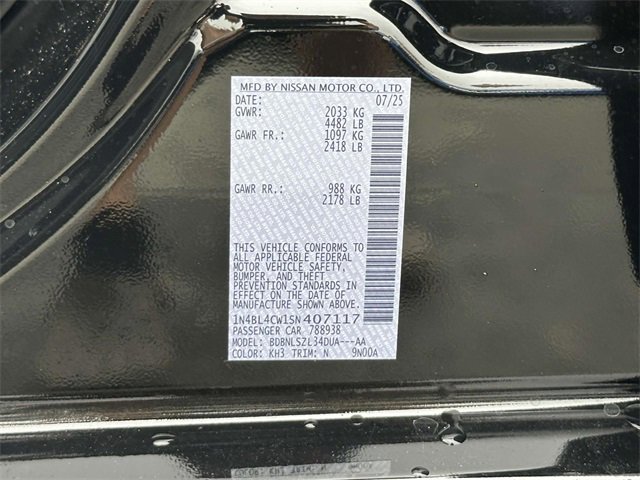 MFD BY NISSAN MOTOR CO., LTD.
DATE: 07/25
GVWR: 2033 KG
4482 LB
GAWR FR.: 1097 KG
2418 LB
GAWR RR.: 988 KG
2178 LB
THIS VEHICLE CONFORMS TO
ALL APPLICABLE FEDERAL
MOTOR VEHICLE SAFETY,
BUMPER, AND THEFT
PREVENTION STANDARDS IN
EFFECT ON THE DATE OF
MANUFACTURE SHOWN ABOVE.
1N4BL4CW1SN407117
PASSENGER CAR 788938
MODEL: BDBNLSZL34DUA---AA
COLOR: KH3 TRIM: N 9N00A